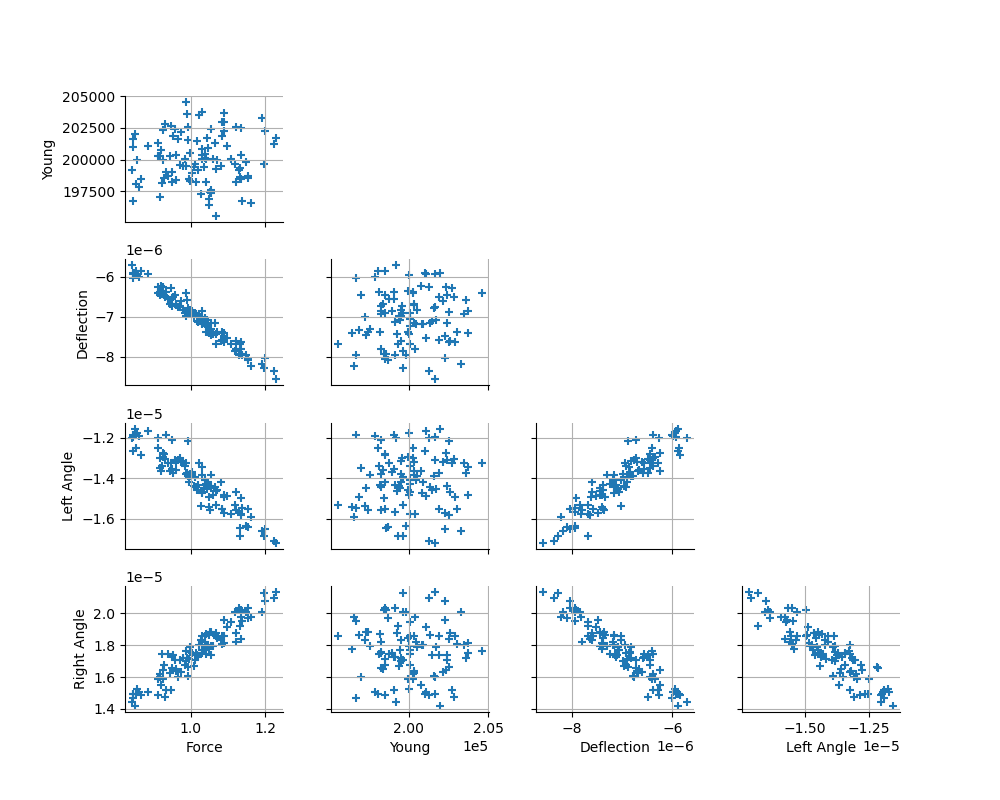 205000
202500
200000
197500
Young
1e−6
−6
−7
−8
Deflection
1e−5
−1.2
−1.4
−1.6
Left Angle
1e−5
2.0
1.8
1.6
1.4
Right Angle
1.0 1.2 2.00 2.05 −8 −6 −1.50 −1.25
Force Young 1e5 Deflection 1e−6 Left Angle 1e−5